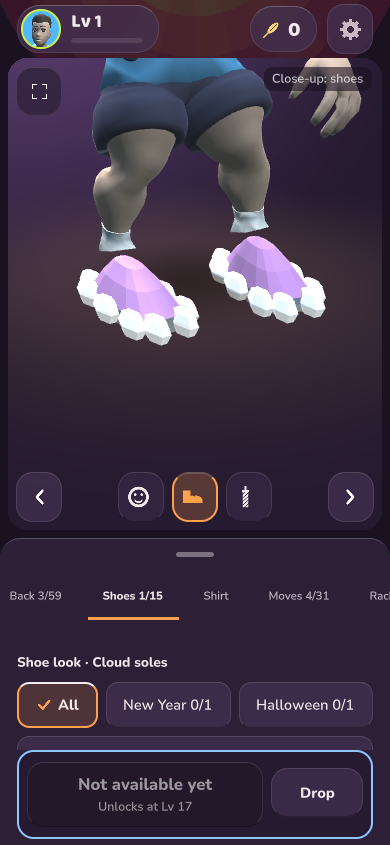 Lv 1
0
Close-up: shoes
Back 3/59
Shoes 1/15
Shirt
Moves 4/31
Shoe look · Cloud soles
All
New Year 0/1
Halloween 0/1
Not available yet
Unlocks at Lv 17
Drop